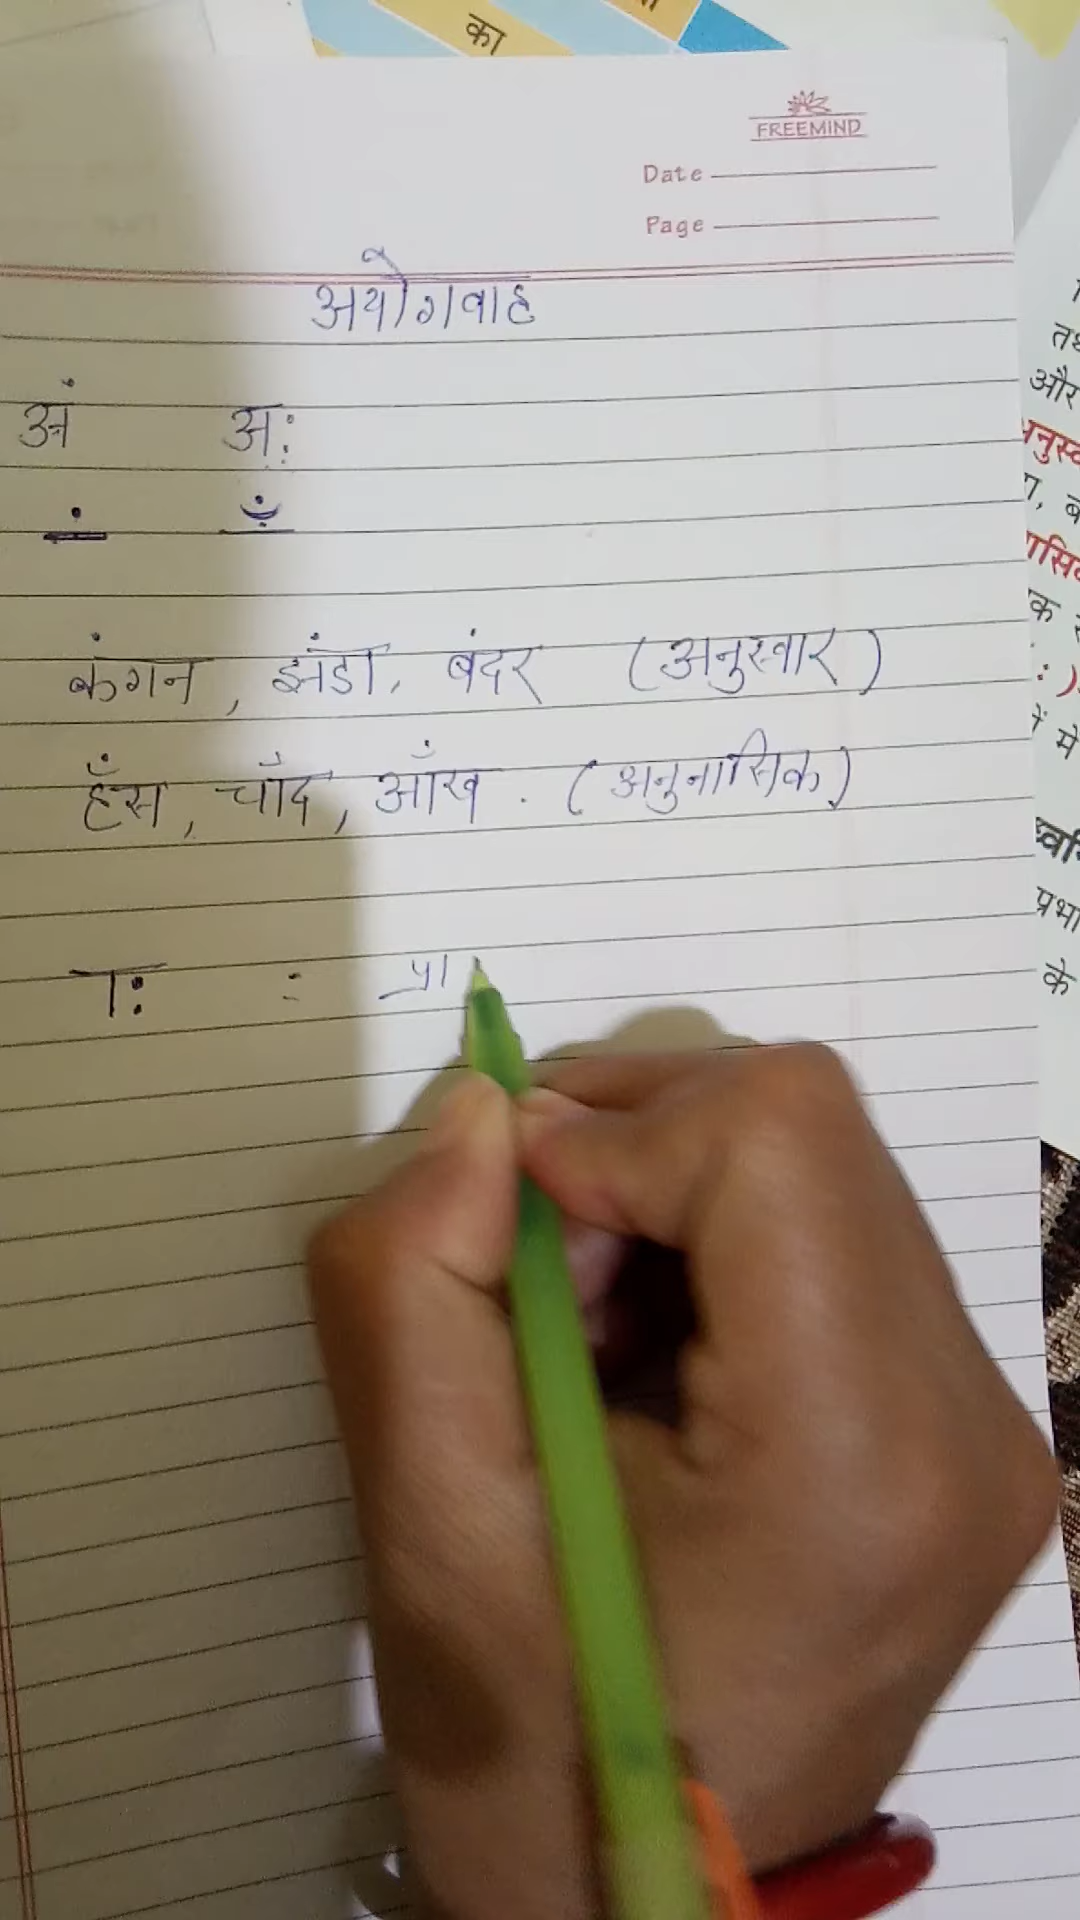 का
FREEMIND
Date
Page
अयोगवाह
अं अः
कंगन, झंडा, बंदर (अनुस्वार)
हँस, चाँद, आँख . (अनुनासिक)
ाः : प्रा
और
के